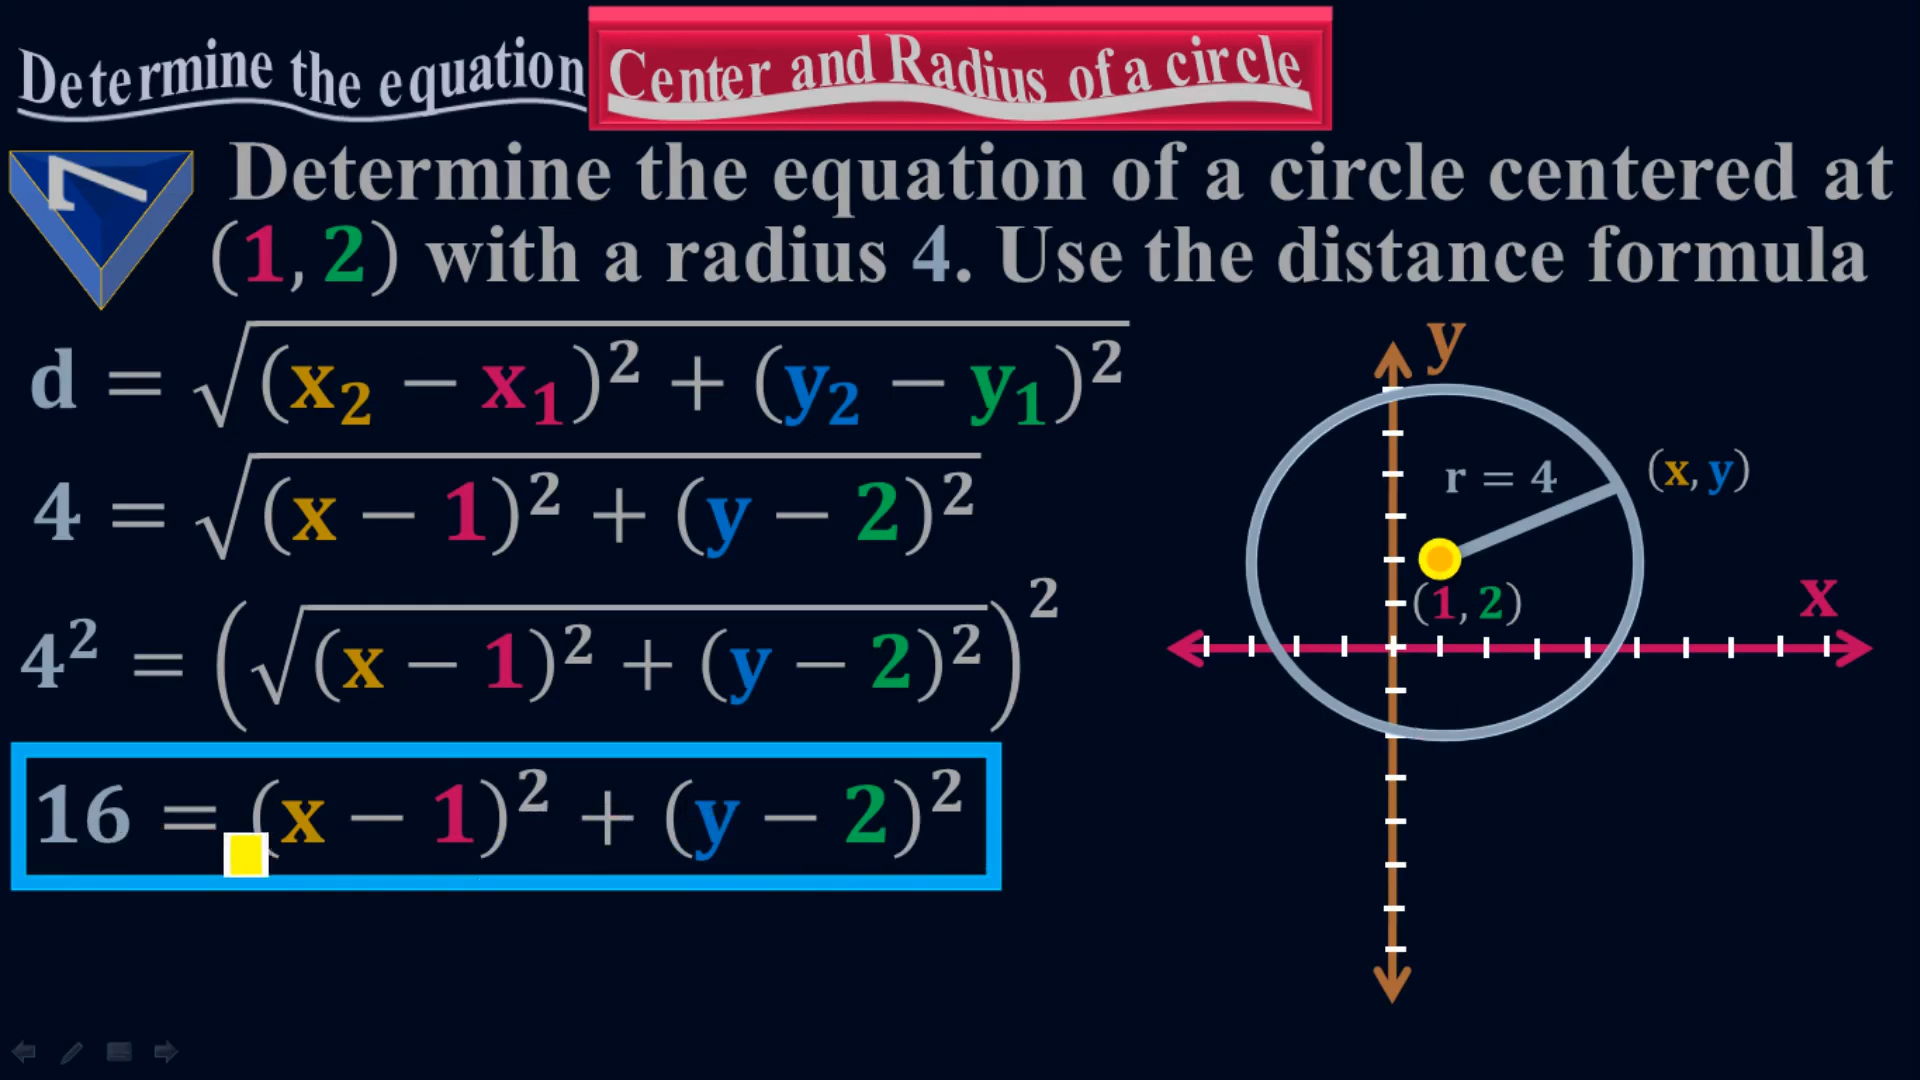 Determine the equation Center and Radius of a circle
7 Determine the equation of a circle centered at
(1, 2) with a radius 4. Use the distance formula
d = √(x₂ − x₁)² + (y₂ − y₁)²
4 = √(x − 1)² + (y − 2)²
4² = (√(x − 1)² + (y − 2)²)²
16 = (x − 1)² + (y − 2)²
y
r = 4 (x, y)
(1, 2)
x